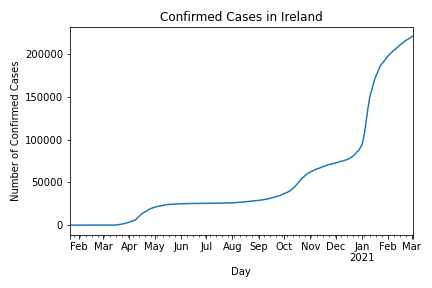 Confirmed Cases in Ireland
Number of Confirmed Cases
200000
150000
100000
50000
0
Feb Mar Apr May Jun Jul Aug Sep Oct Nov Dec Jan Feb Mar
2021
Day